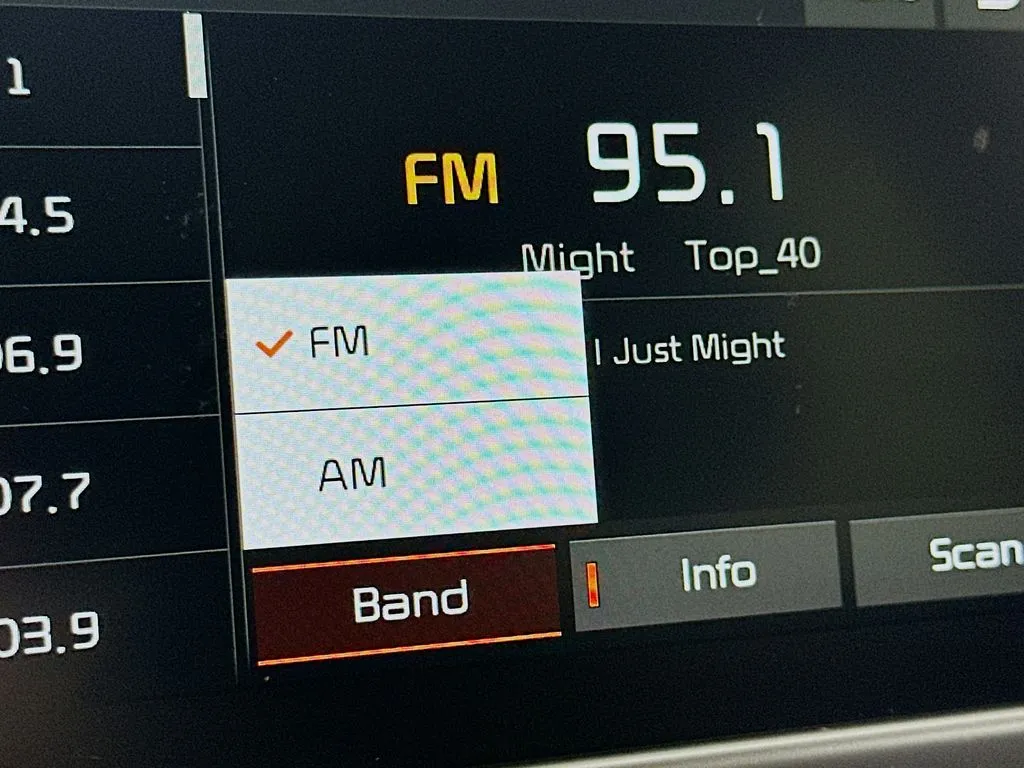 1
4.5
06.9
07.7
03.9
FM 95.1
Might Top_40
FM
AM
I Just Might
Band
Info
Scan